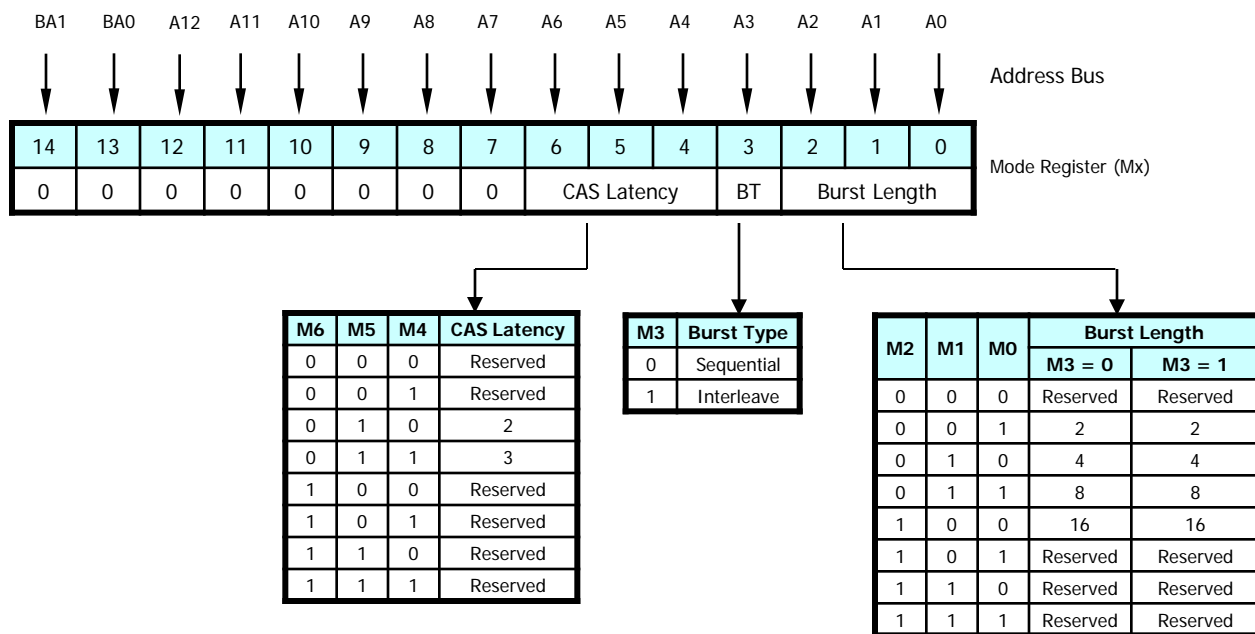 BA1 BA0 A12 A11 A10 A9 A8 A7 A6 A5 A4 A3 A2 A1 A0
Address Bus
14 13 12 11 10 9 8 7 6 5 4 3 2 1 0
Mode Register (Mx)
0 0 0 0 0 0 0 0 CAS Latency BT Burst Length
M6 M5 M4 CAS Latency
0 0 0 Reserved
0 0 1 Reserved
0 1 0 2
0 1 1 3
1 0 0 Reserved
1 0 1 Reserved
1 1 0 Reserved
1 1 1 Reserved
M3 Burst Type
0 Sequential
1 Interleave
M2 M1 M0 Burst Length
M3 = 0 M3 = 1
0 0 0 Reserved Reserved
0 0 1 2 2
0 1 0 4 4
0 1 1 8 8
1 0 0 16 16
1 0 1 Reserved Reserved
1 1 0 Reserved Reserved
1 1 1 Reserved Reserved